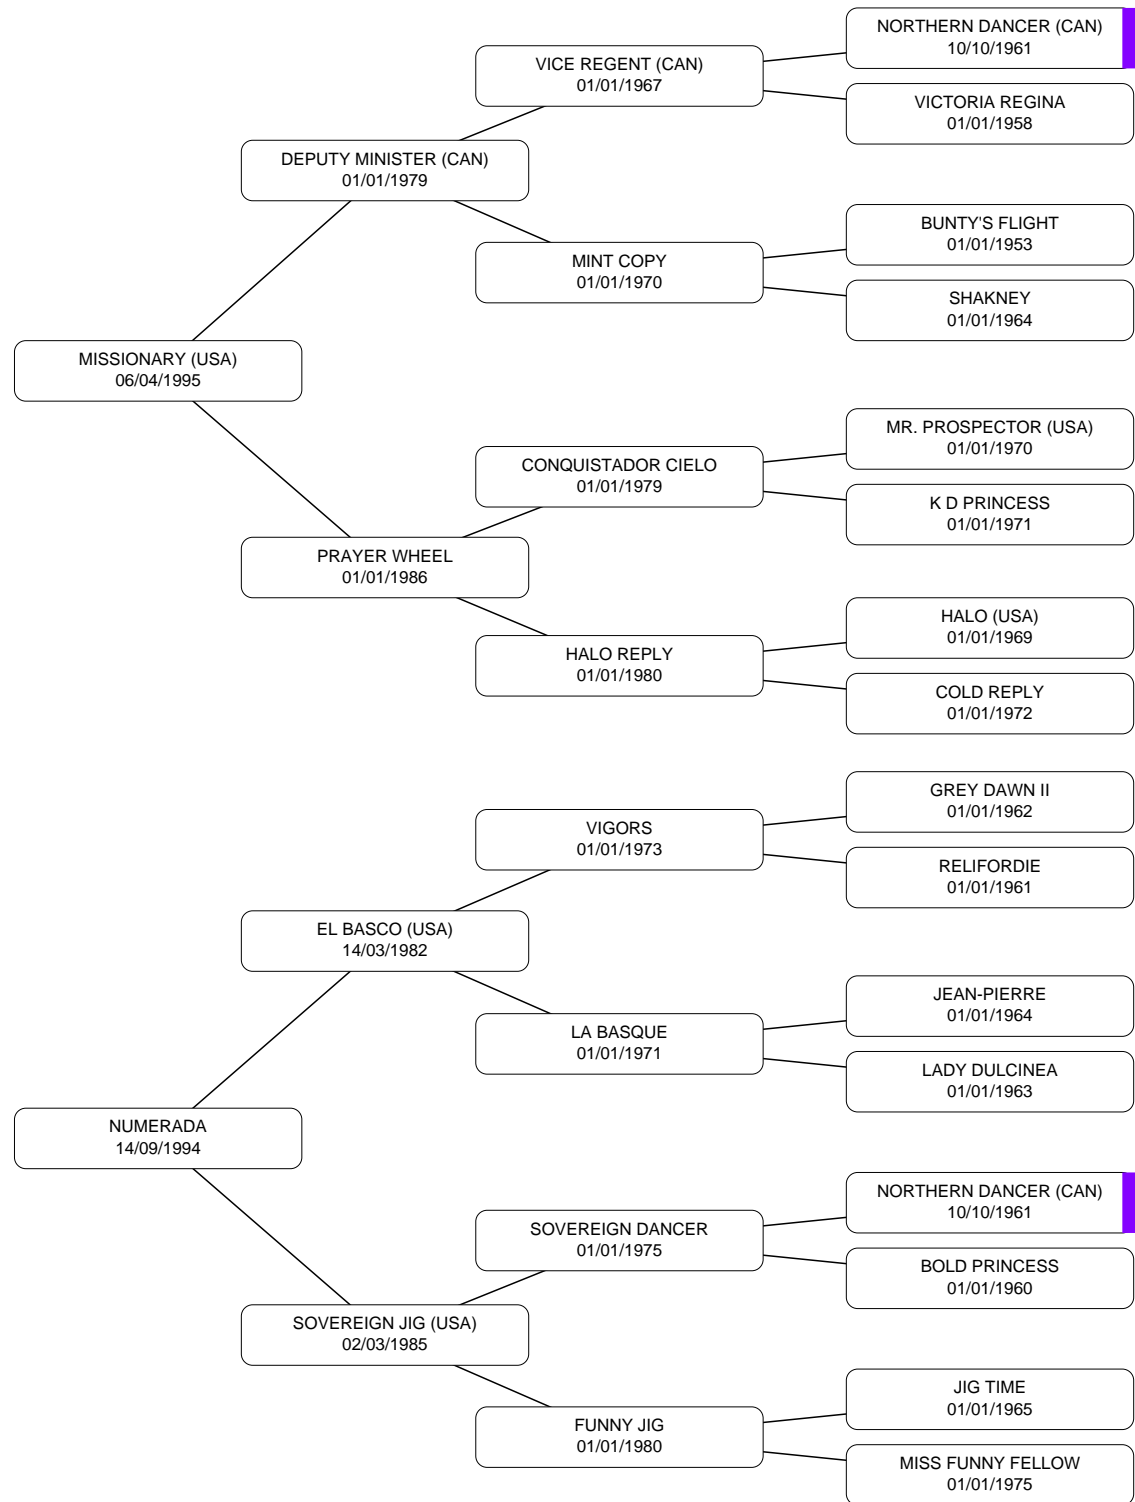 NORTHERN DANCER (CAN)
10/10/1961
VICE REGENT (CAN)
01/01/1967
VICTORIA REGINA
01/01/1958
DEPUTY MINISTER (CAN)
01/01/1979
BUNTY'S FLIGHT
01/01/1953
MINT COPY
01/01/1970
SHAKNEY
01/01/1964
MISSIONARY (USA)
06/04/1995
MR. PROSPECTOR (USA)
01/01/1970
CONQUISTADOR CIELO
01/01/1979
K D PRINCESS
01/01/1971
PRAYER WHEEL
01/01/1986
HALO (USA)
01/01/1969
HALO REPLY
01/01/1980
COLD REPLY
01/01/1972
GREY DAWN II
01/01/1962
VIGORS
01/01/1973
RELIFORDIE
01/01/1961
EL BASCO (USA)
14/03/1982
JEAN-PIERRE
01/01/1964
LA BASQUE
01/01/1971
LADY DULCINEA
01/01/1963
NUMERADA
14/09/1994
NORTHERN DANCER (CAN)
10/10/1961
SOVEREIGN DANCER
01/01/1975
BOLD PRINCESS
01/01/1960
SOVEREIGN JIG (USA)
02/03/1985
JIG TIME
01/01/1965
FUNNY JIG
01/01/1980
MISS FUNNY FELLOW
01/01/1975